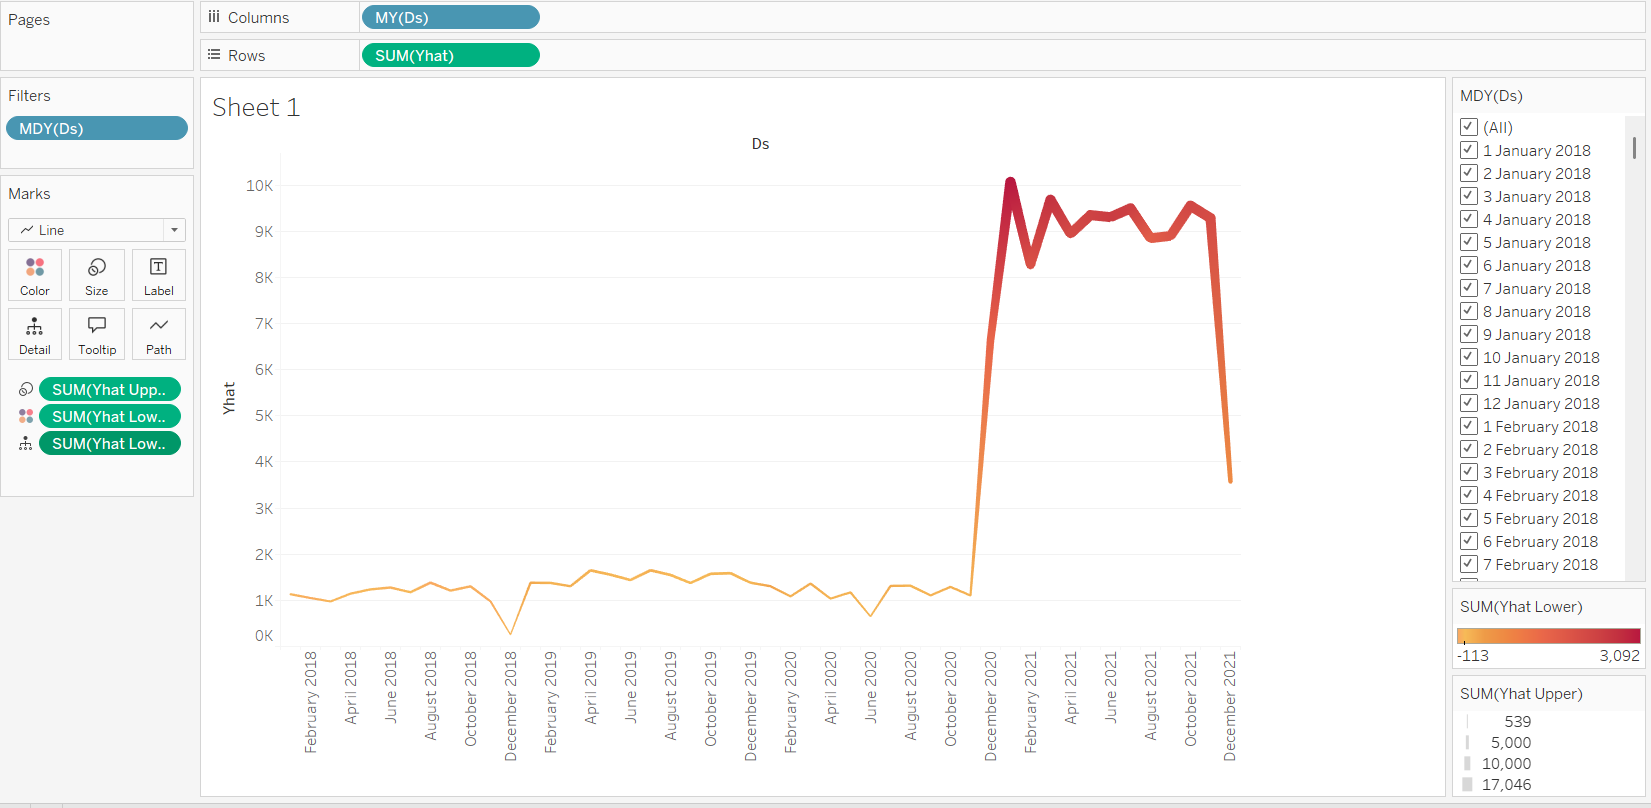 Pages
Columns
MY(Ds)
Rows
SUM(Yhat)
Filters
MDY(Ds)
Marks
Line
Color
Size
Label
Detail
Tooltip
Path
SUM(Yhat Upp..
SUM(Yhat Low..
SUM(Yhat Low..
Sheet 1
Ds
Yhat
10K
9K
8K
7K
6K
5K
4K
3K
2K
1K
0K
February 2018
April 2018
June 2018
August 2018
October 2018
December 2018
February 2019
April 2019
June 2019
August 2019
October 2019
December 2019
February 2020
April 2020
June 2020
August 2020
October 2020
December 2020
February 2021
April 2021
June 2021
August 2021
October 2021
December 2021
MDY(Ds)
(All)
1 January 2018
2 January 2018
3 January 2018
4 January 2018
5 January 2018
6 January 2018
7 January 2018
8 January 2018
9 January 2018
10 January 2018
11 January 2018
12 January 2018
1 February 2018
2 February 2018
3 February 2018
4 February 2018
5 February 2018
6 February 2018
7 February 2018
SUM(Yhat Lower)
-113 3,092
SUM(Yhat Upper)
539
5,000
10,000
17,046